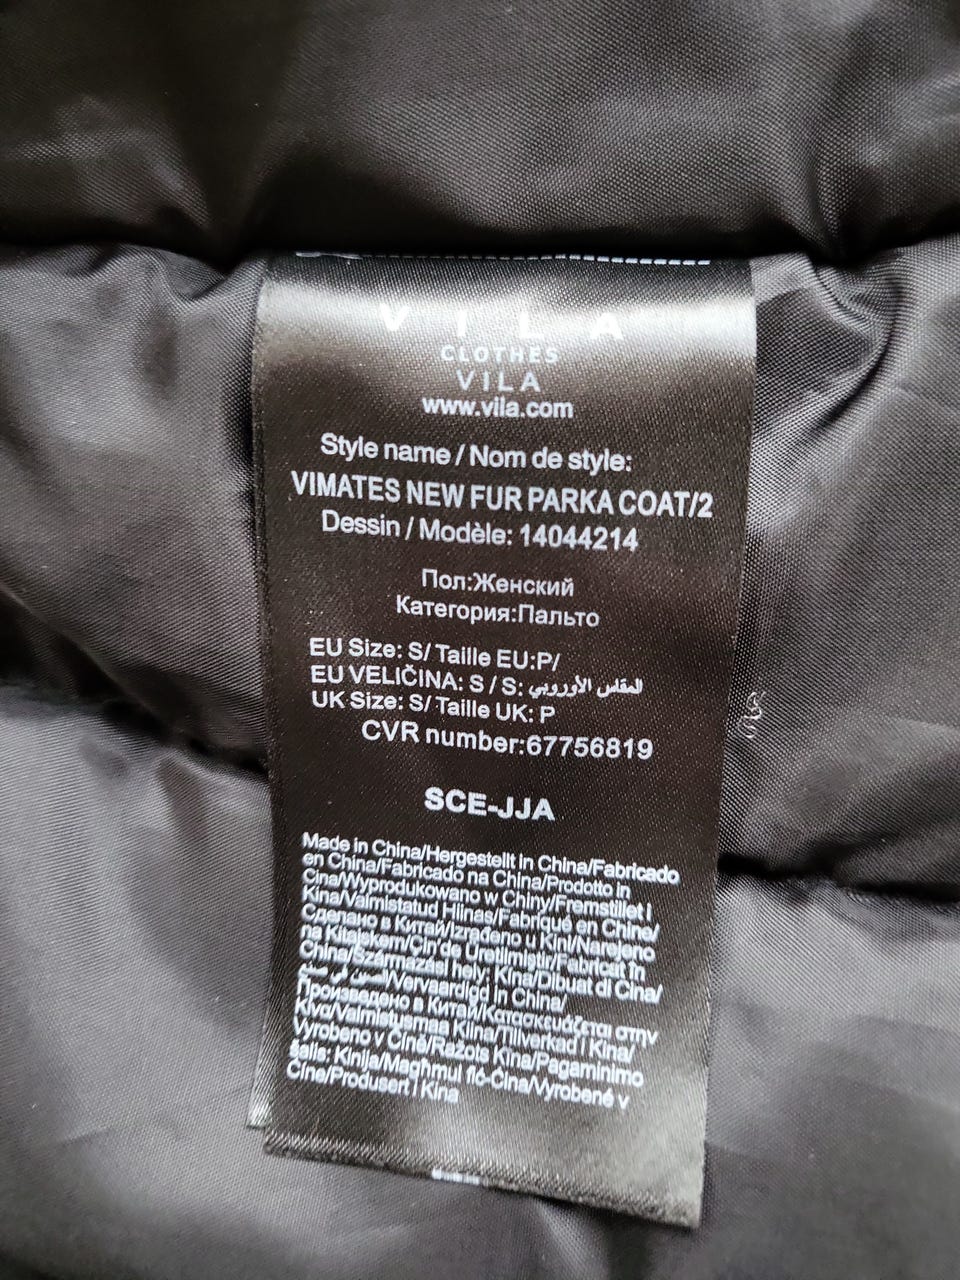 VILA
CLOTHES
VILA
www.vila.com
Style name / Nom de style:
VIMATES NEW FUR PARKA COAT/2
Dessin / Modèle: 14044214
Пол:Женский
Категория:Пальто
EU Size: S/ Taille EU:P/
EU VELIČINA: S / S: المقاس الأوروبي
UK Size: S/ Taille UK: P
CVR number:67756819
SCE-JJA
Made in China/Hergestellt in China/Fabricado
en China/Fabricado na China/Prodotto in
Cina/Wyprodukowano w Chiny/Fremstillet i
Kina/Valmistatud Hiinas/Fabriqué en Chine/
Сделано в Китай/Izrađeno u Kini/Narejeno
na Kitajskem/Çin'de Üretilmiştir/Fabricat în
China/Származási hely: Kína/Dibuat di Cina/
في صنع الصين/Vervaardigd in China/
Произведено в Китай/Κατασκευάζεται στην
Κίνα/Valmistusmaa Kiina/Tillverkad i Kina/
Vyrobeno v Číně/Ražots Ķīna/Pagaminimo
šalis: Kinija/Magħmul fiċ-Ċina/Vyrobené v
Číne/Produsert i Kina